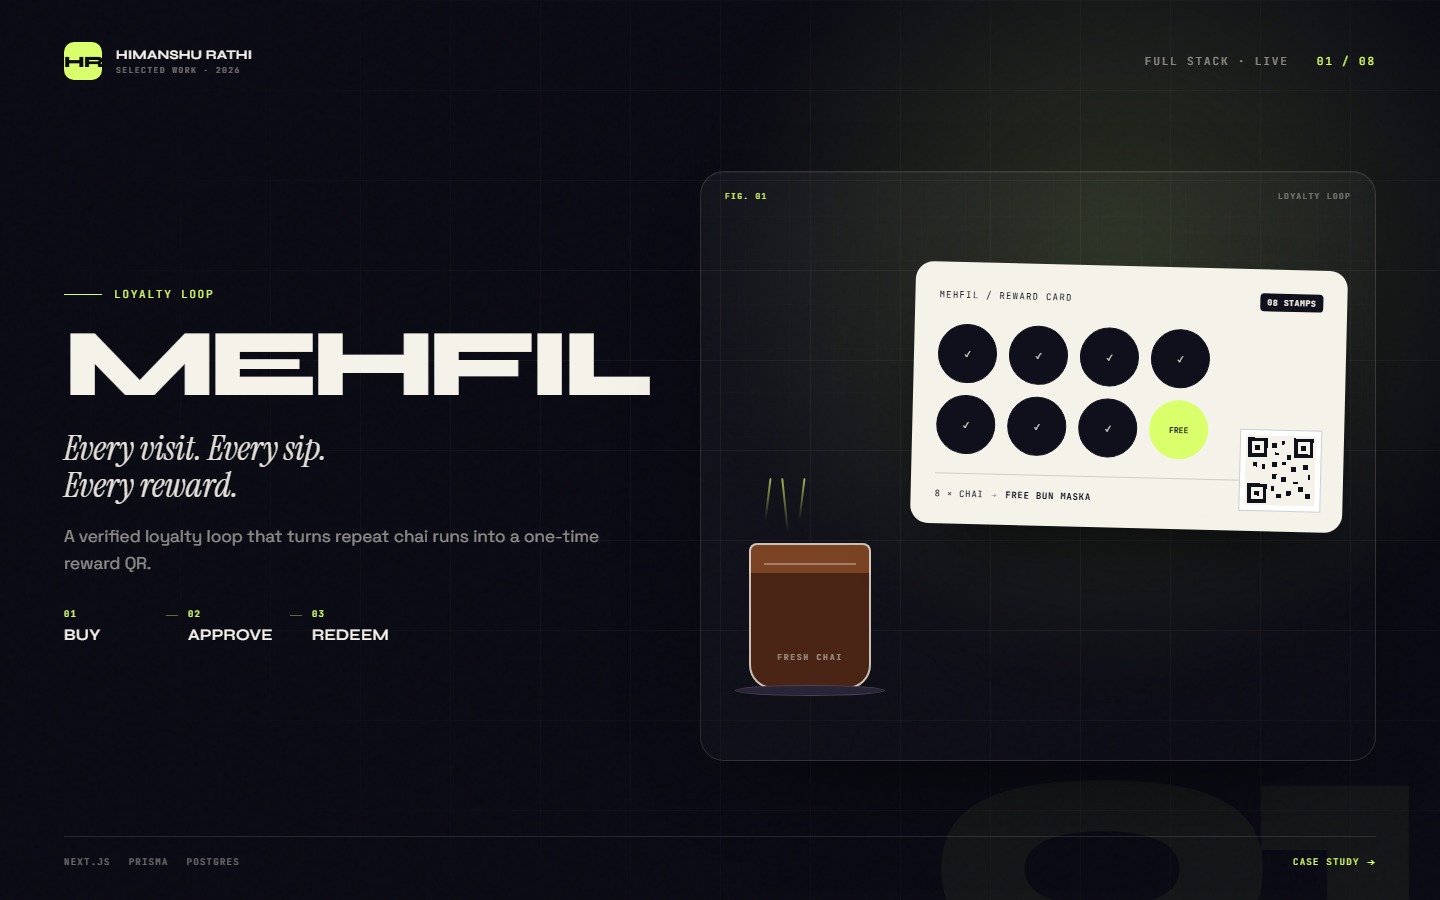 HR
HIMANSHU RATHI
SELECTED WORK · 2026
FULL STACK · LIVE
01 / 08
LOYALTY LOOP
MEHFIL
Every visit. Every sip.
Every reward.
A verified loyalty loop that turns repeat chai runs into a one-time
reward QR.
01
BUY
02
APPROVE
03
REDEEM
FIG. 01
LOYALTY LOOP
MEHFIL / REWARD CARD
08 STAMPS
✓ ✓ ✓ ✓
✓ ✓ ✓ FREE
8 × CHAI → FREE BUN MASKA
FRESH CHAI
01
NEXT.JS PRISMA POSTGRES
CASE STUDY →